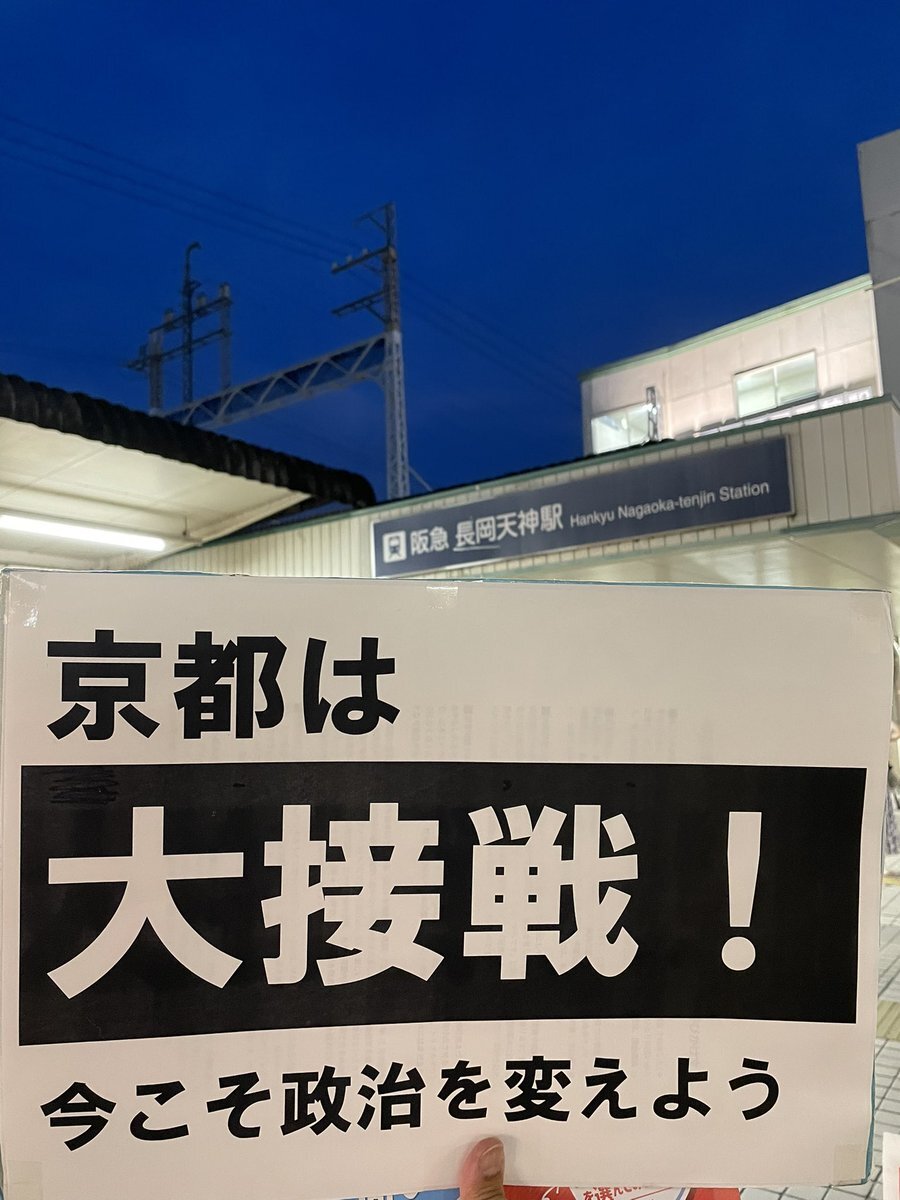 阪急 長岡天神駅 Hankyu Nagaoka-tenjin Station
京都は
大接戦！
今こそ政治を変えよう